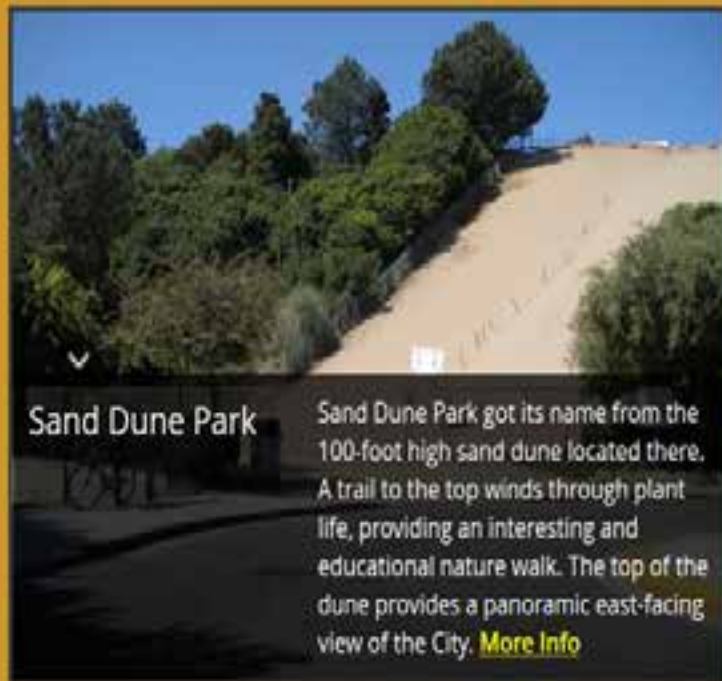 Sand Dune Park
Sand Dune Park got its name from the
100-foot high sand dune located there.
A trail to the top winds through plant
life, providing an interesting and
educational nature walk. The top of the
dune provides a panoramic east-facing
view of the City. More Info